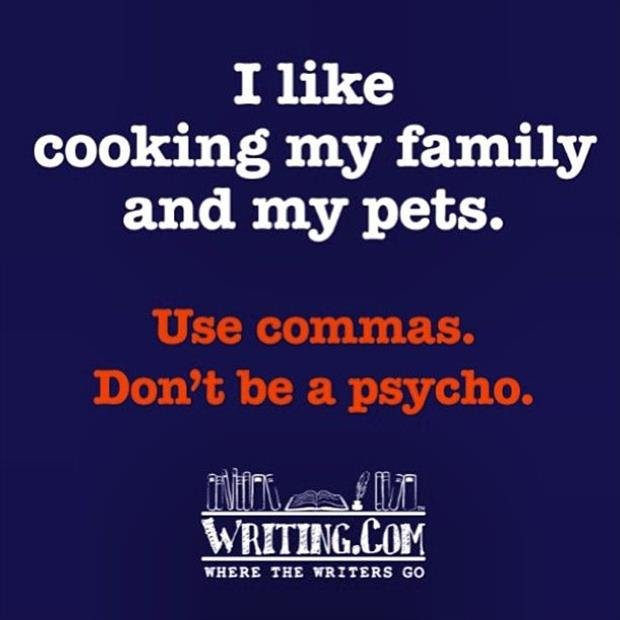 I like
cooking my family
and my pets.
Use commas.
Don't be a psycho.
WRITING.COM
WHERE THE WRITERS GO